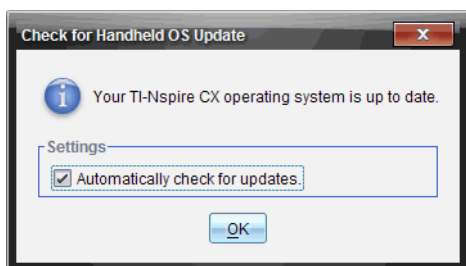 Check for Handheld OS Update
Your TI-Nspire CX operating system is up to date.
Settings
Automatically check for updates.
OK